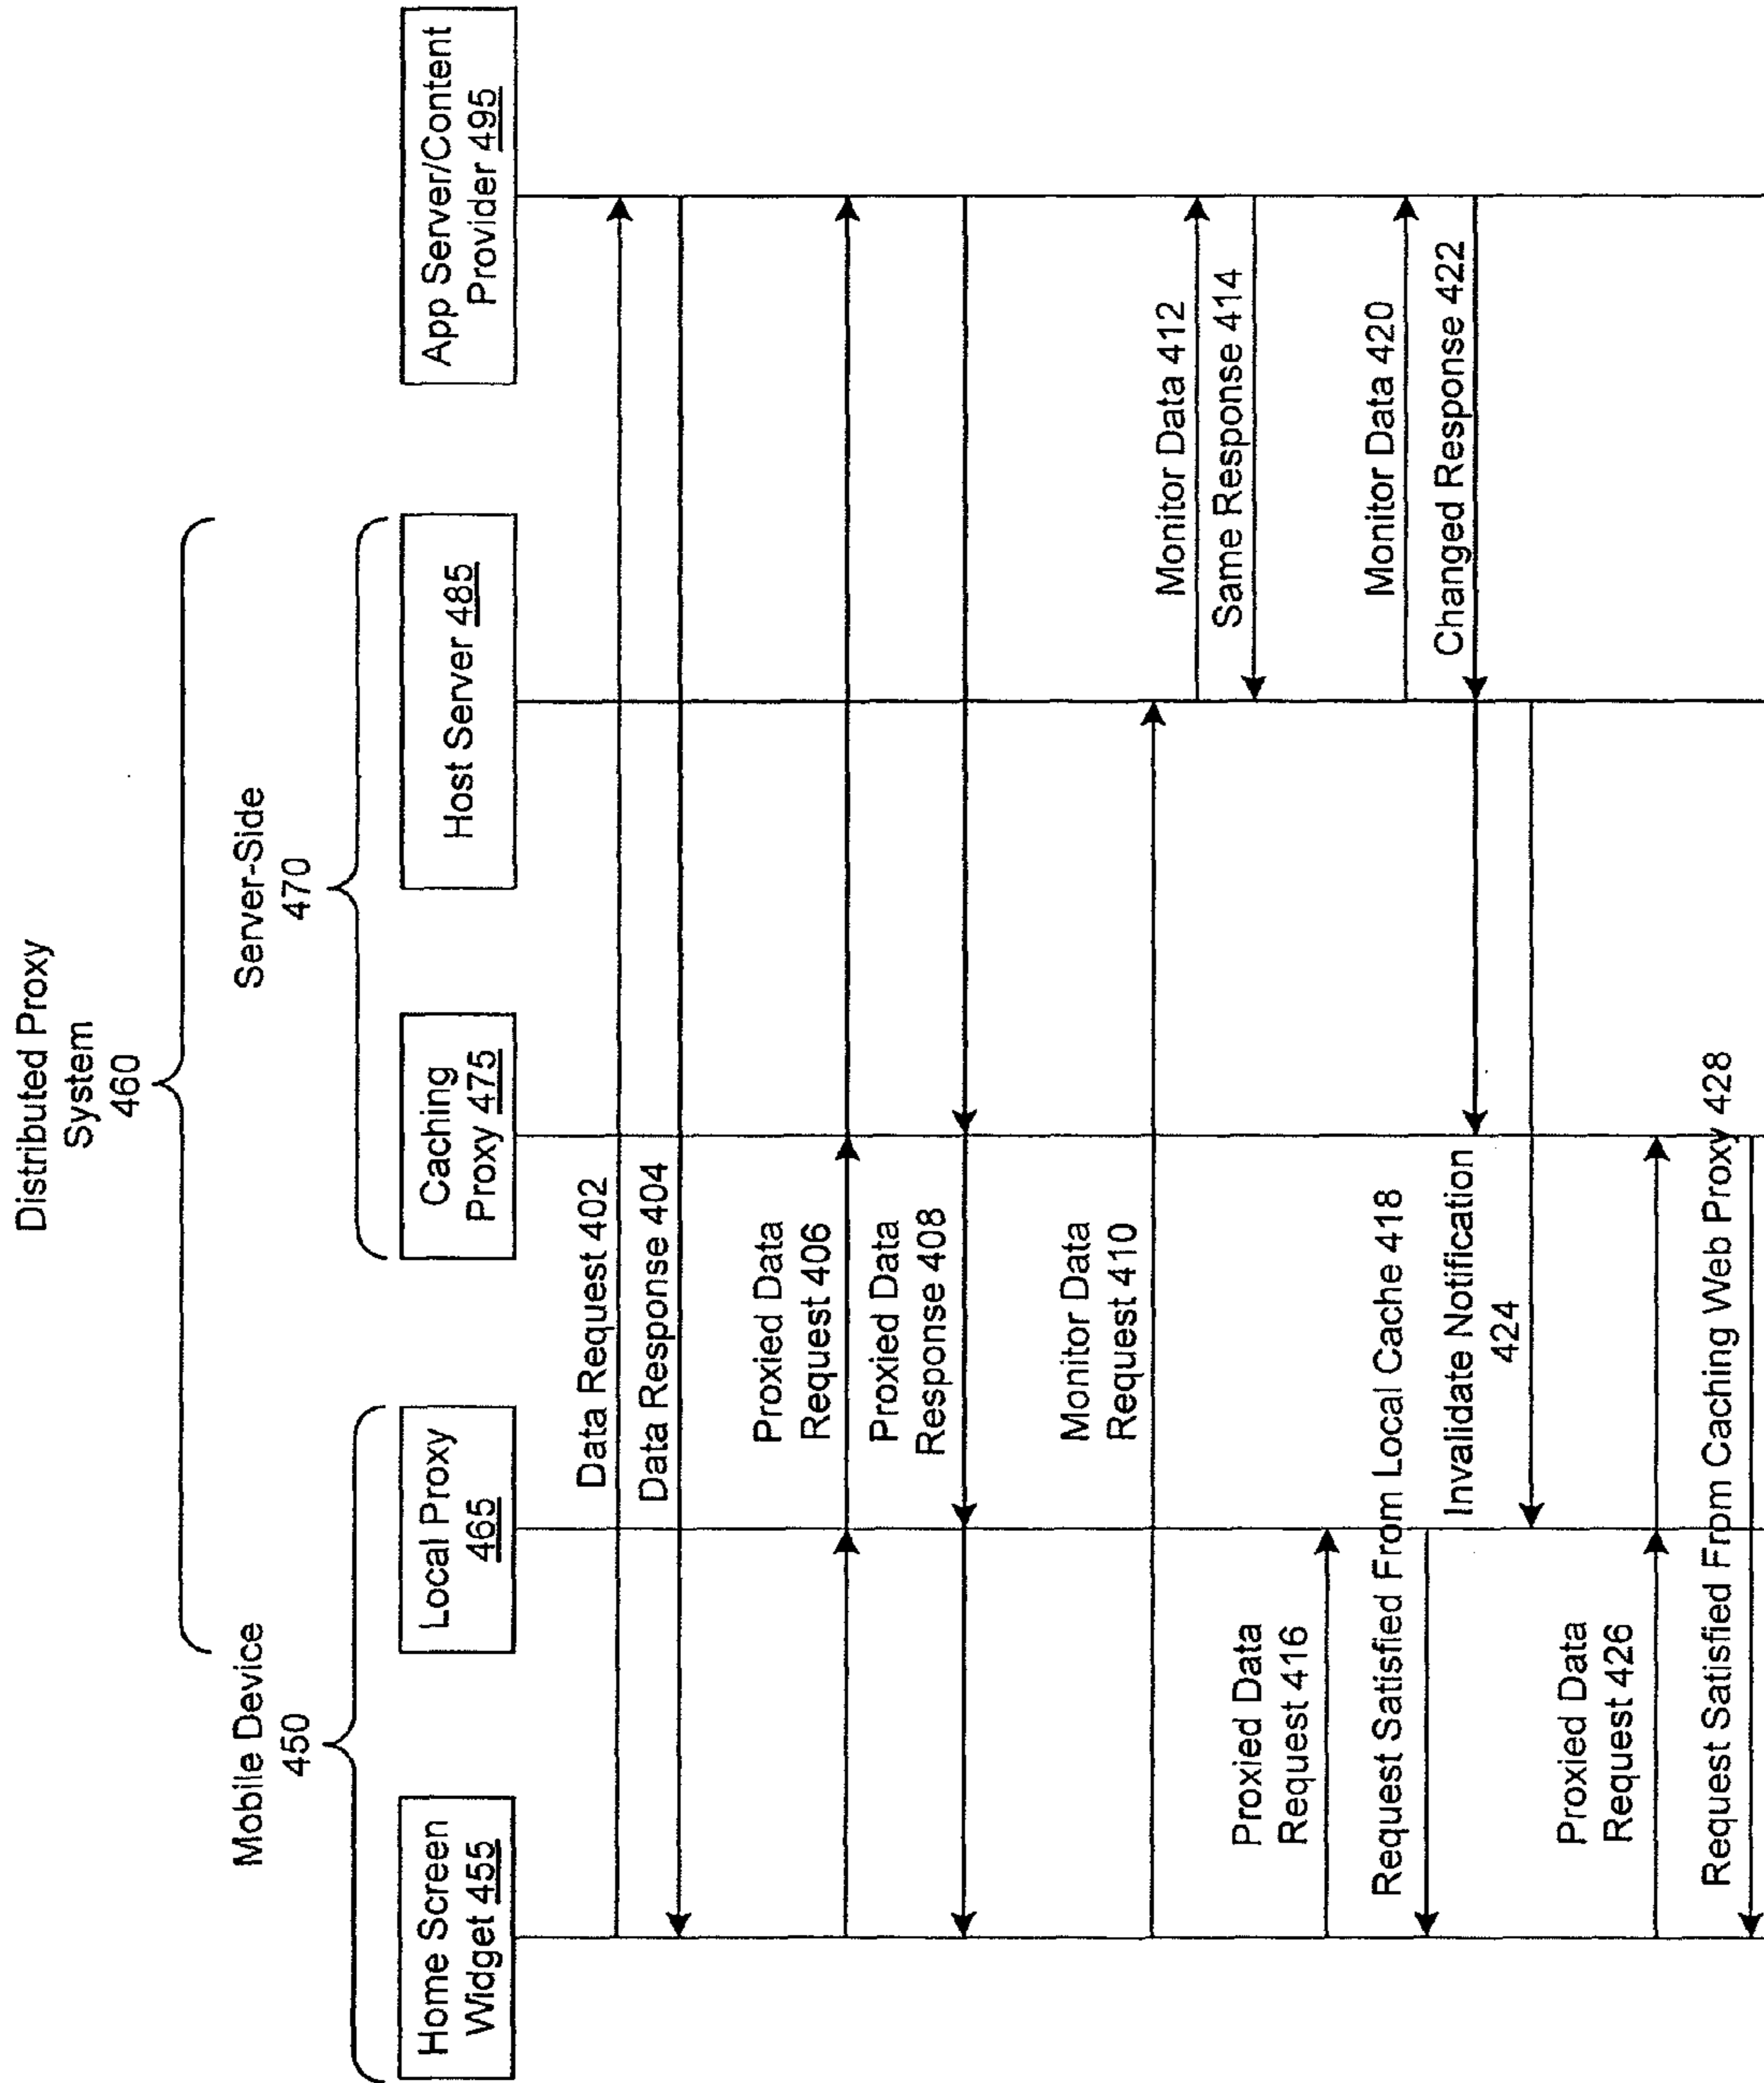 Distributed Proxy
System
460
Mobile Device
450
Server-Side
470
Home Screen
Widget 455
Local Proxy
465
Caching
Proxy 475
Host Server 485
App Server/Content
Provider 495
Data Request 402
Data Response 404
Proxied Data
Request 406
Proxied Data
Response 408
Monitor Data
Request 410
Monitor Data 412
Same Response 414
Proxied Data
Request 416
Request Satisfied From Local Cache 418
Monitor Data 420
Changed Response 422
Invalidate Notification
424
Proxied Data
Request 426
Request Satisfied From Caching Web Proxy 428